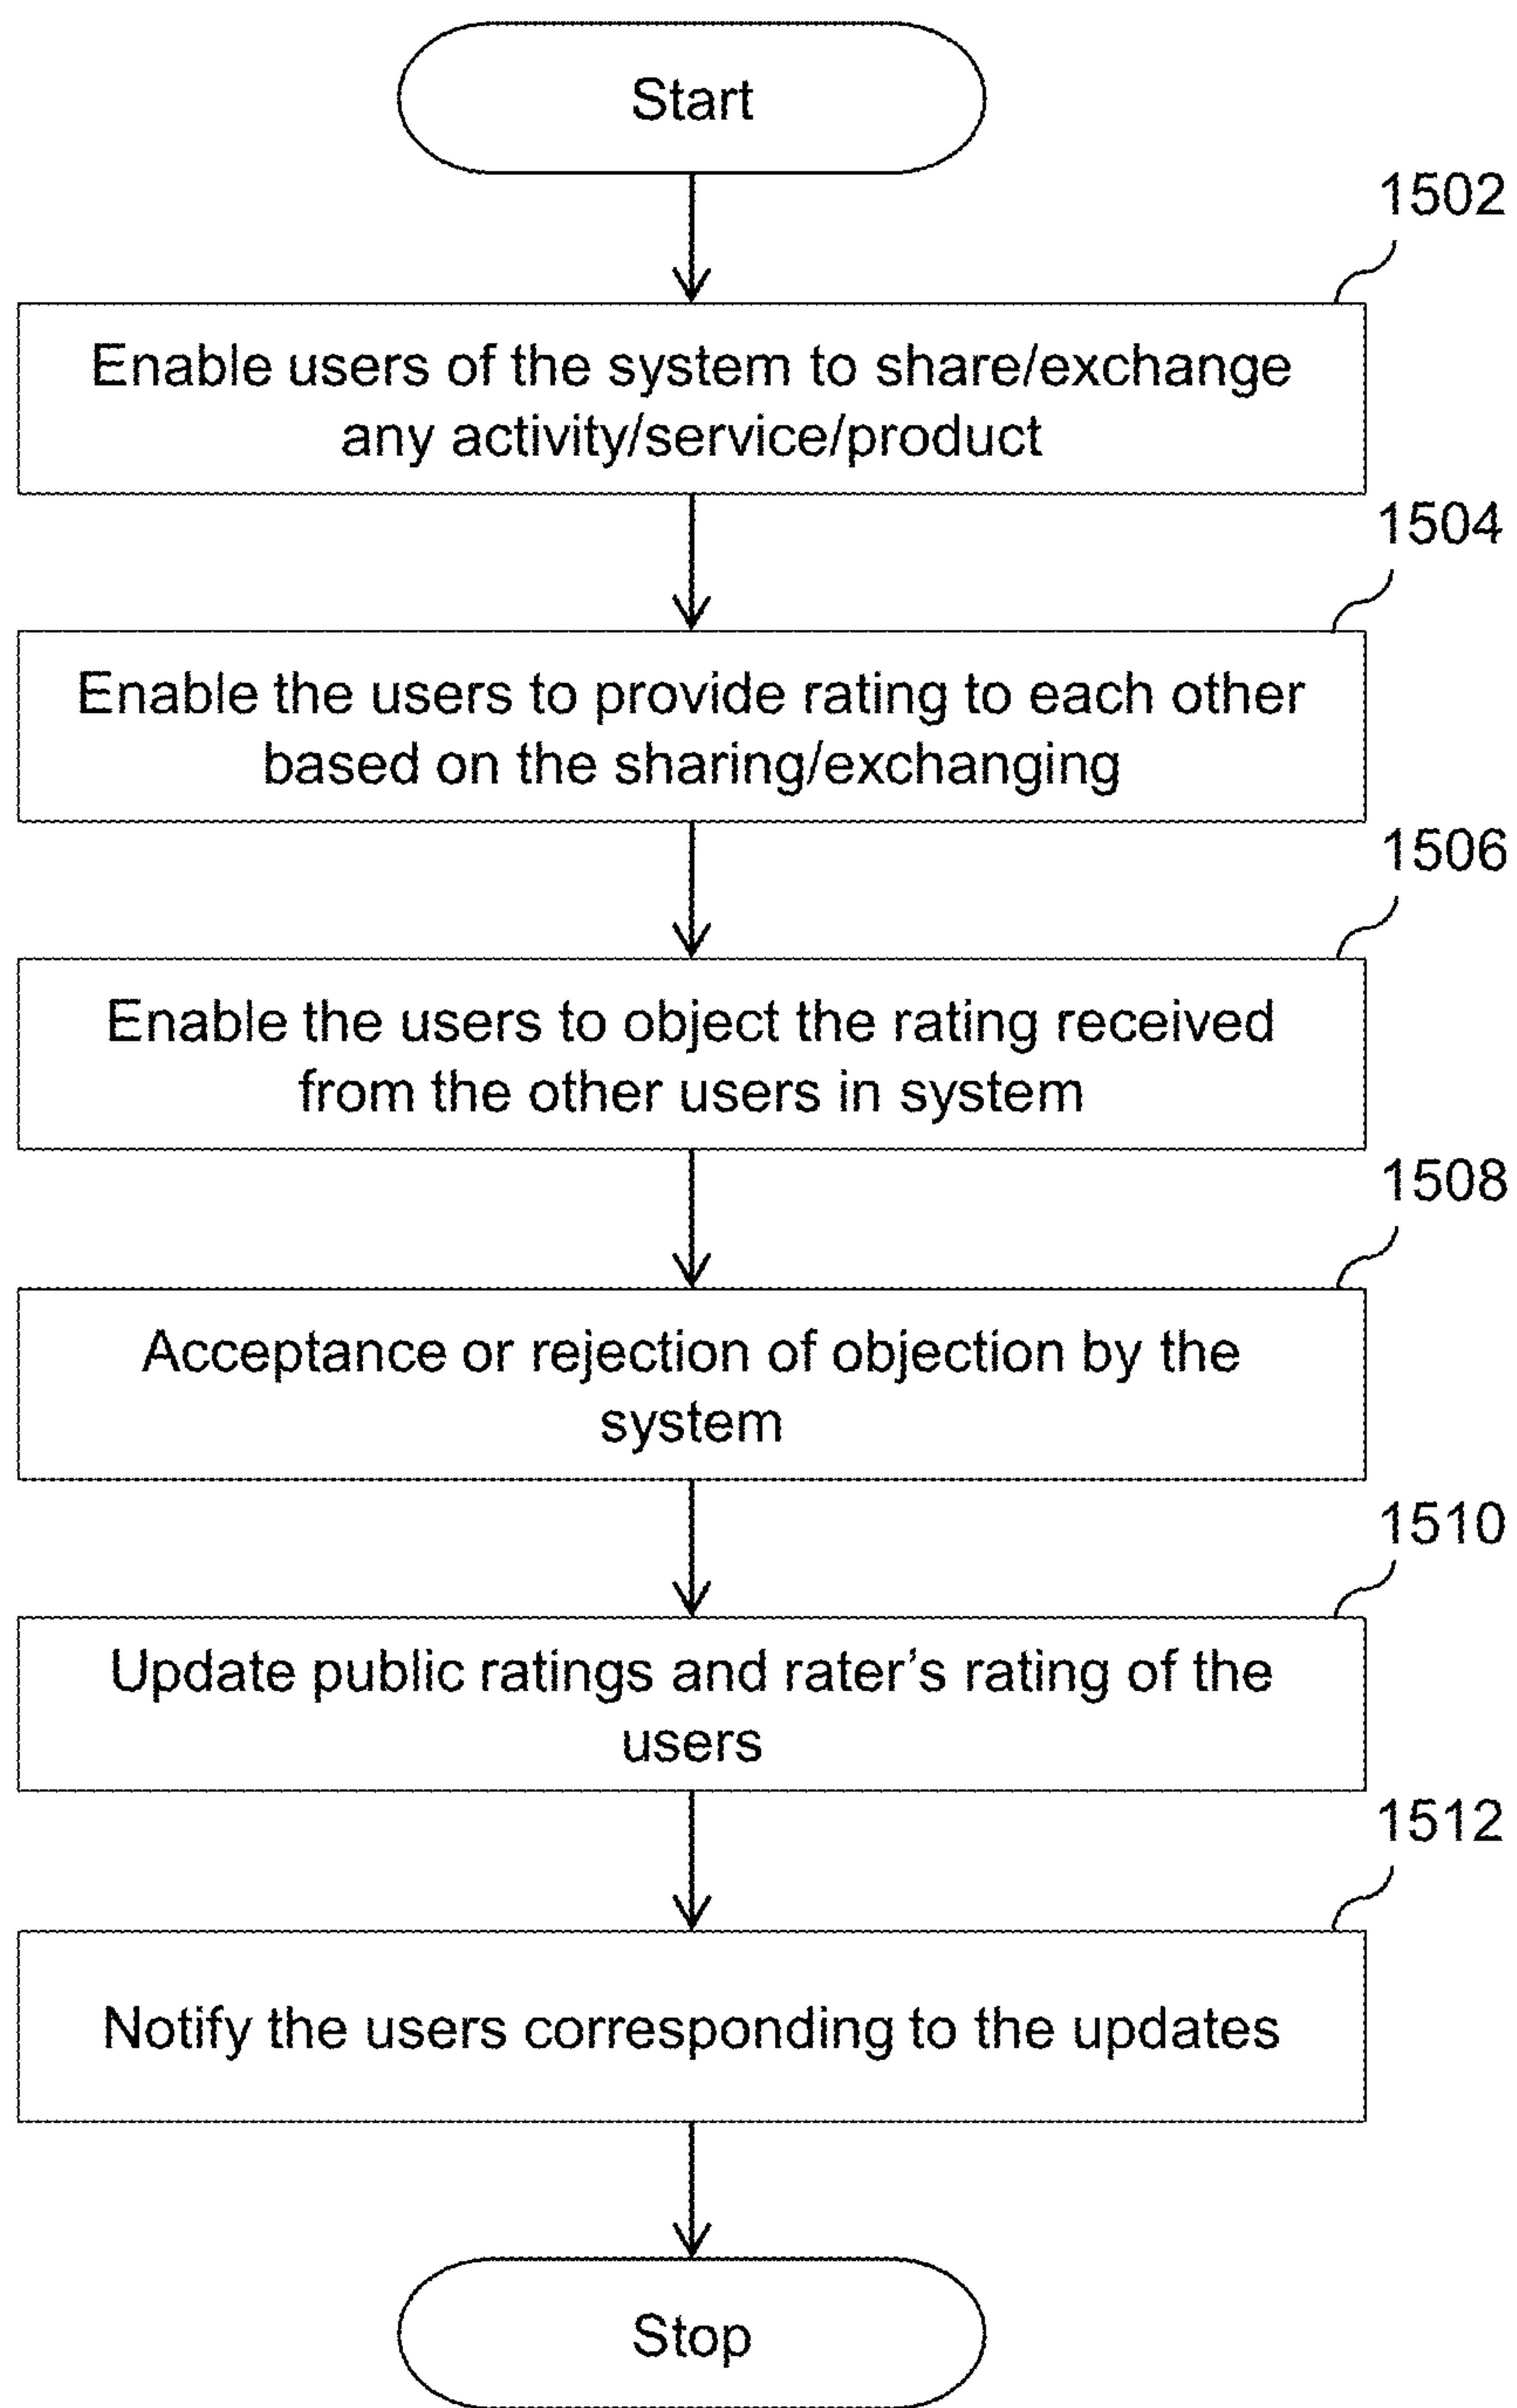 Start
1502
Enable users of the system to share/exchange
any activity/service/product
1504
Enable the users to provide rating to each other
based on the sharing/exchanging
1506
Enable the users to object the rating received
from the other users in system
1508
Acceptance or rejection of objection by the
system
1510
Update public ratings and rater’s rating of the
users
1512
Notify the users corresponding to the updates
Stop